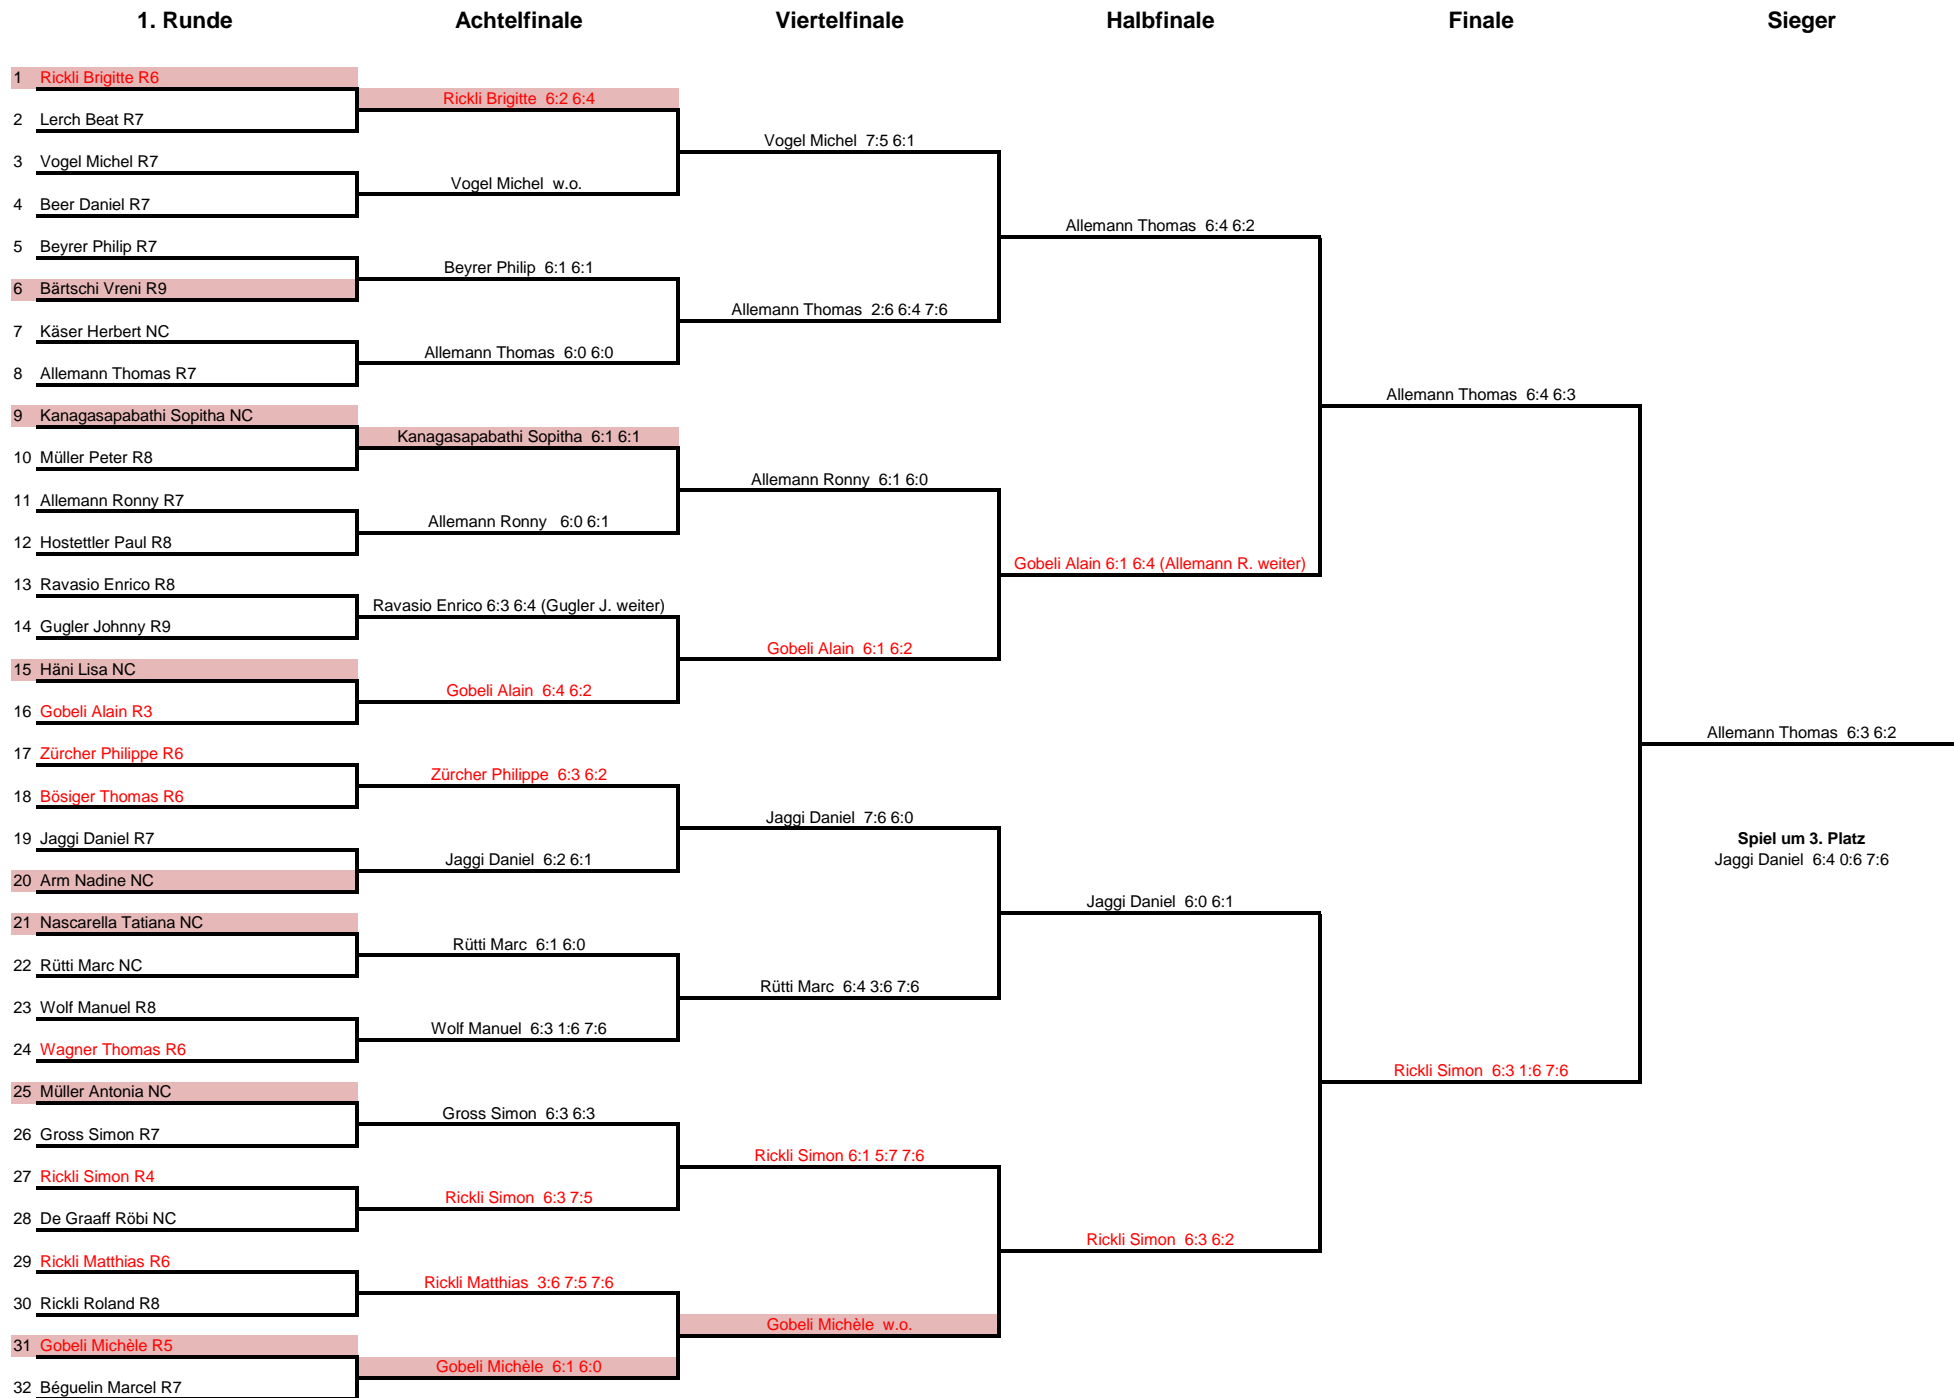 1. Runde
Achtelfinale
Viertelfinale
Halbfinale
Finale
Sieger
1 Rickli Brigitte R6
2 Lerch Beat R7
3 Vogel Michel R7
4 Beer Daniel R7
5 Beyrer Philip R7
6 Bärtschi Vreni R9
7 Käser Herbert NC
8 Allemann Thomas R7
9 Kanagasapabathi Sopitha NC
10 Müller Peter R8
11 Allemann Ronny R7
12 Hostettler Paul R8
13 Ravasio Enrico R8
14 Gugler Johnny R9
15 Häni Lisa NC
16 Gobeli Alain R3
17 Zürcher Philippe R6
18 Bösiger Thomas R6
19 Jaggi Daniel R7
20 Arm Nadine NC
21 Nascarella Tatiana NC
22 Rütti Marc NC
23 Wolf Manuel R8
24 Wagner Thomas R6
25 Müller Antonia NC
26 Gross Simon R7
27 Rickli Simon R4
28 De Graaff Röbi NC
29 Rickli Matthias R6
30 Rickli Roland R8
31 Gobeli Michèle R5
32 Béguelin Marcel R7
Rickli Brigitte 6:2 6:4
Vogel Michel w.o.
Beyrer Philip 6:1 6:1
Allemann Thomas 6:0 6:0
Kanagasapabathi Sopitha 6:1 6:1
Allemann Ronny 6:0 6:1
Ravasio Enrico 6:3 6:4 (Gugler J. weiter)
Gobeli Alain 6:4 6:2
Zürcher Philippe 6:3 6:2
Jaggi Daniel 6:2 6:1
Rütti Marc 6:1 6:0
Wolf Manuel 6:3 1:6 7:6
Gross Simon 6:3 6:3
Rickli Simon 6:3 7:5
Rickli Matthias 3:6 7:5 7:6
Gobeli Michèle 6:1 6:0
Vogel Michel 7:5 6:1
Allemann Thomas 2:6 6:4 7:6
Allemann Ronny 6:1 6:0
Gobeli Alain 6:1 6:2
Jaggi Daniel 7:6 6:0
Rütti Marc 6:4 3:6 7:6
Rickli Simon 6:1 5:7 7:6
Gobeli Michèle w.o.
Allemann Thomas 6:4 6:2
Gobeli Alain 6:1 6:4 (Allemann R. weiter)
Jaggi Daniel 6:0 6:1
Rickli Simon 6:3 6:2
Allemann Thomas 6:4 6:3
Rickli Simon 6:3 1:6 7:6
Allemann Thomas 6:3 6:2
Spiel um 3. Platz
Jaggi Daniel 6:4 0:6 7:6